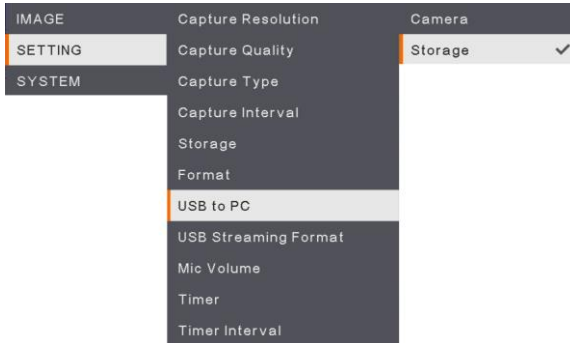 IMAGE
SETTING
SYSTEM
Capture Resolution
Capture Quality
Capture Type
Capture Interval
Storage
Format
USB to PC
USB Streaming Format
Mic Volume
Timer
Timer Interval
Camera
Storage